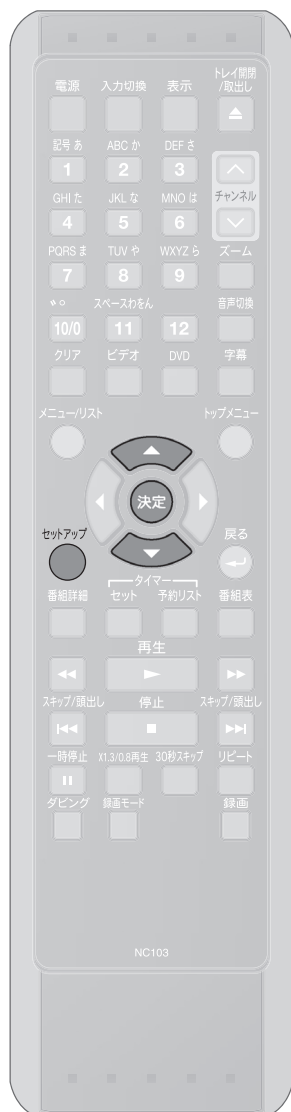 電源 入力切換 表示 トレイ開閉/取出し
記号 あ ABC か DEF さ
1 2 3
GHI た JKL な MNO は チャンネル
4 5 6
PQRS ま TUV や WXYZ ら ズーム
7 8 9
゛゜ スペースわをん 音声切換
10/0 11 12
クリア ビデオ DVD 字幕
メニュー/リスト トップメニュー
決定
セットアップ 戻る
タイマー
番組詳細 セット 予約リスト 番組表
再生
スキップ/頭出し 停止 スキップ/頭出し
一時停止 X1.3/0.8再生 30秒スキップ リピート
ダビング 録画モード 録画
NC103